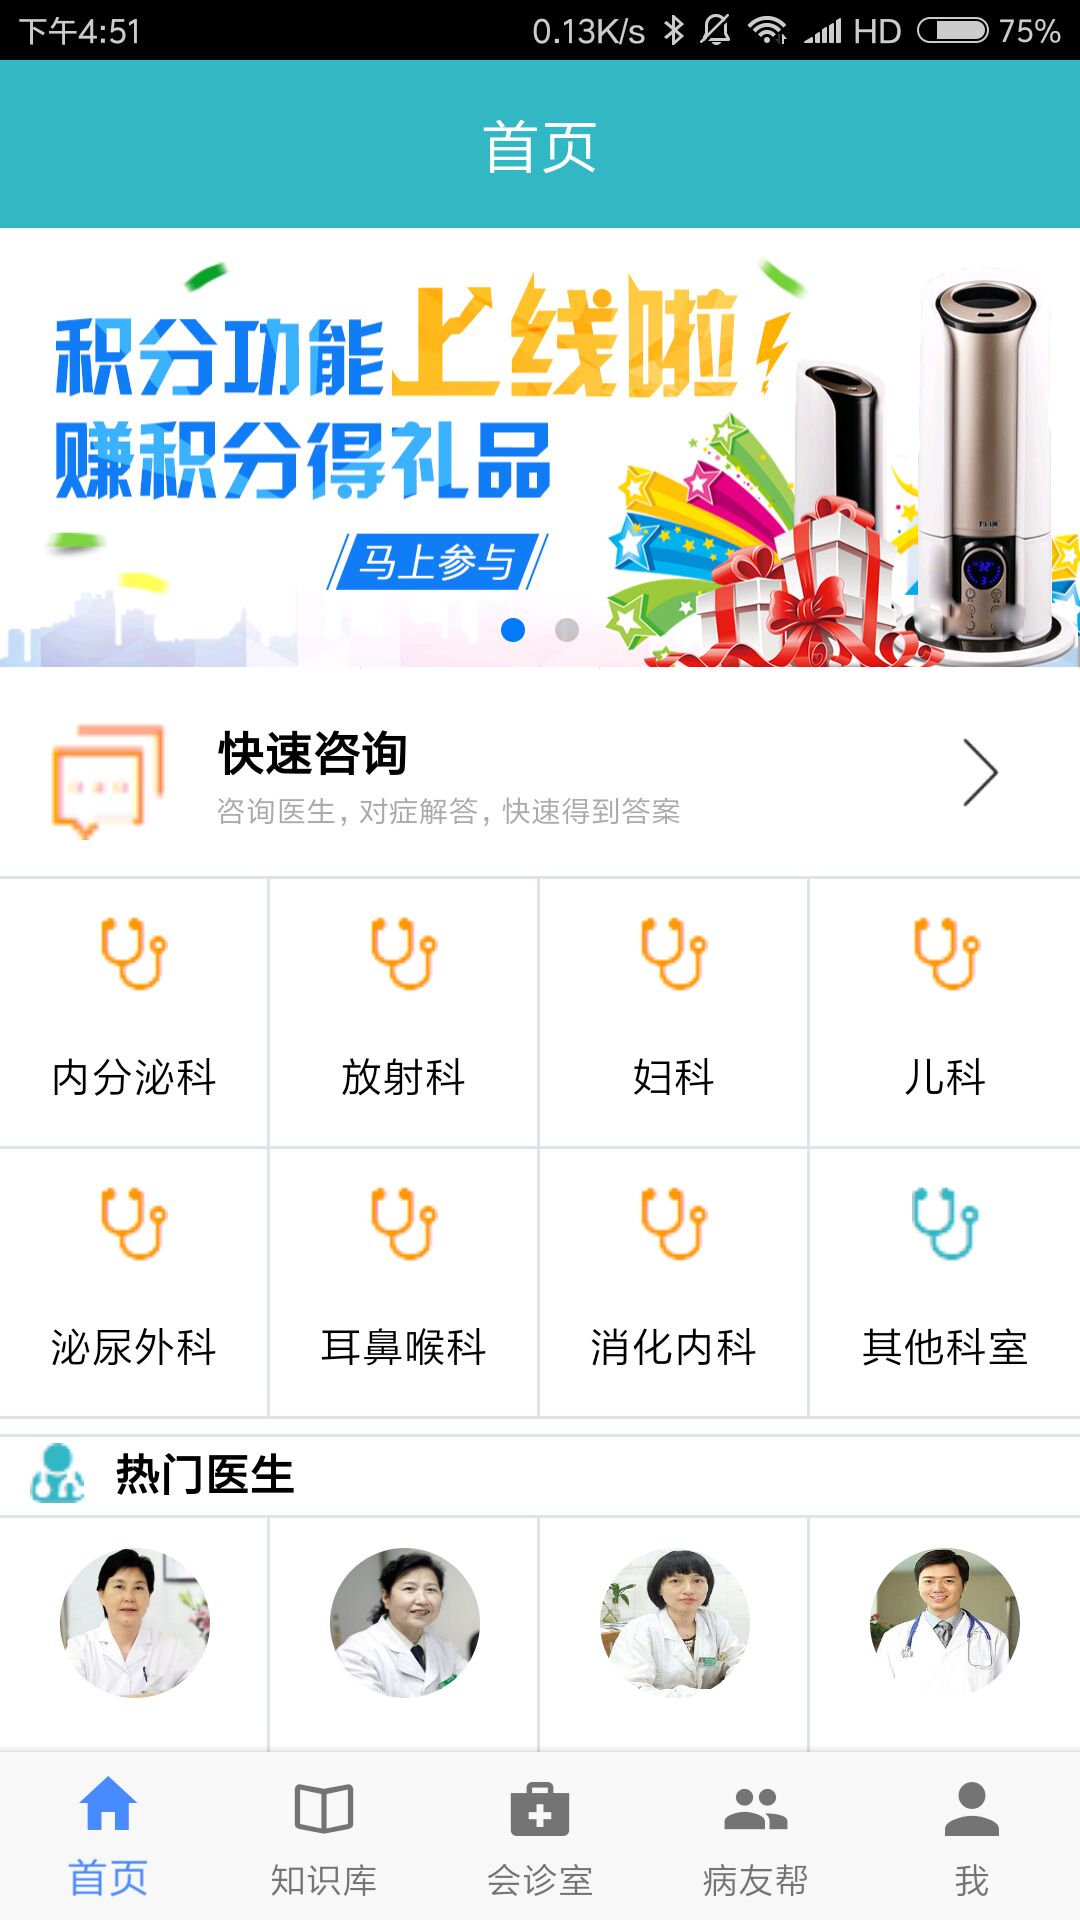 下午4:51 0.13K/s HD 75%
首页
积分功能上线啦!
赚积分得礼品
马上参与
快速咨询
咨询医生，对症解答，快速得到答案
内分泌科 放射科 妇科 儿科
泌尿外科 耳鼻喉科 消化内科 其他科室
热门医生
首页 知识库 会诊室 病友帮 我